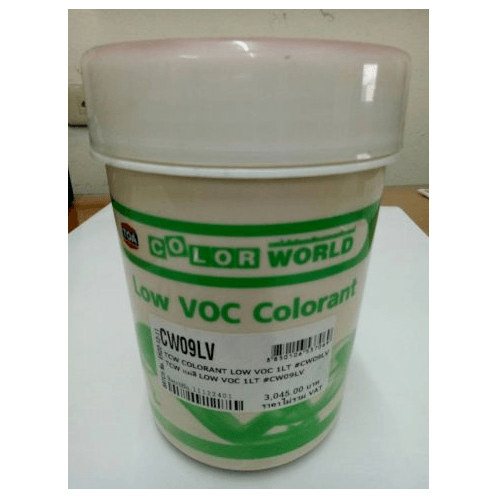 TOA
COLOR WORLD
Low VOC Colorant
CW09LV
TCW COLORANT LOW VOC 1LT #CW09LV
TCW แม่สี LOW VOC 1LT #CW09LV
11122401
3,045.00 บาท
ราคาไม่รวม VAT